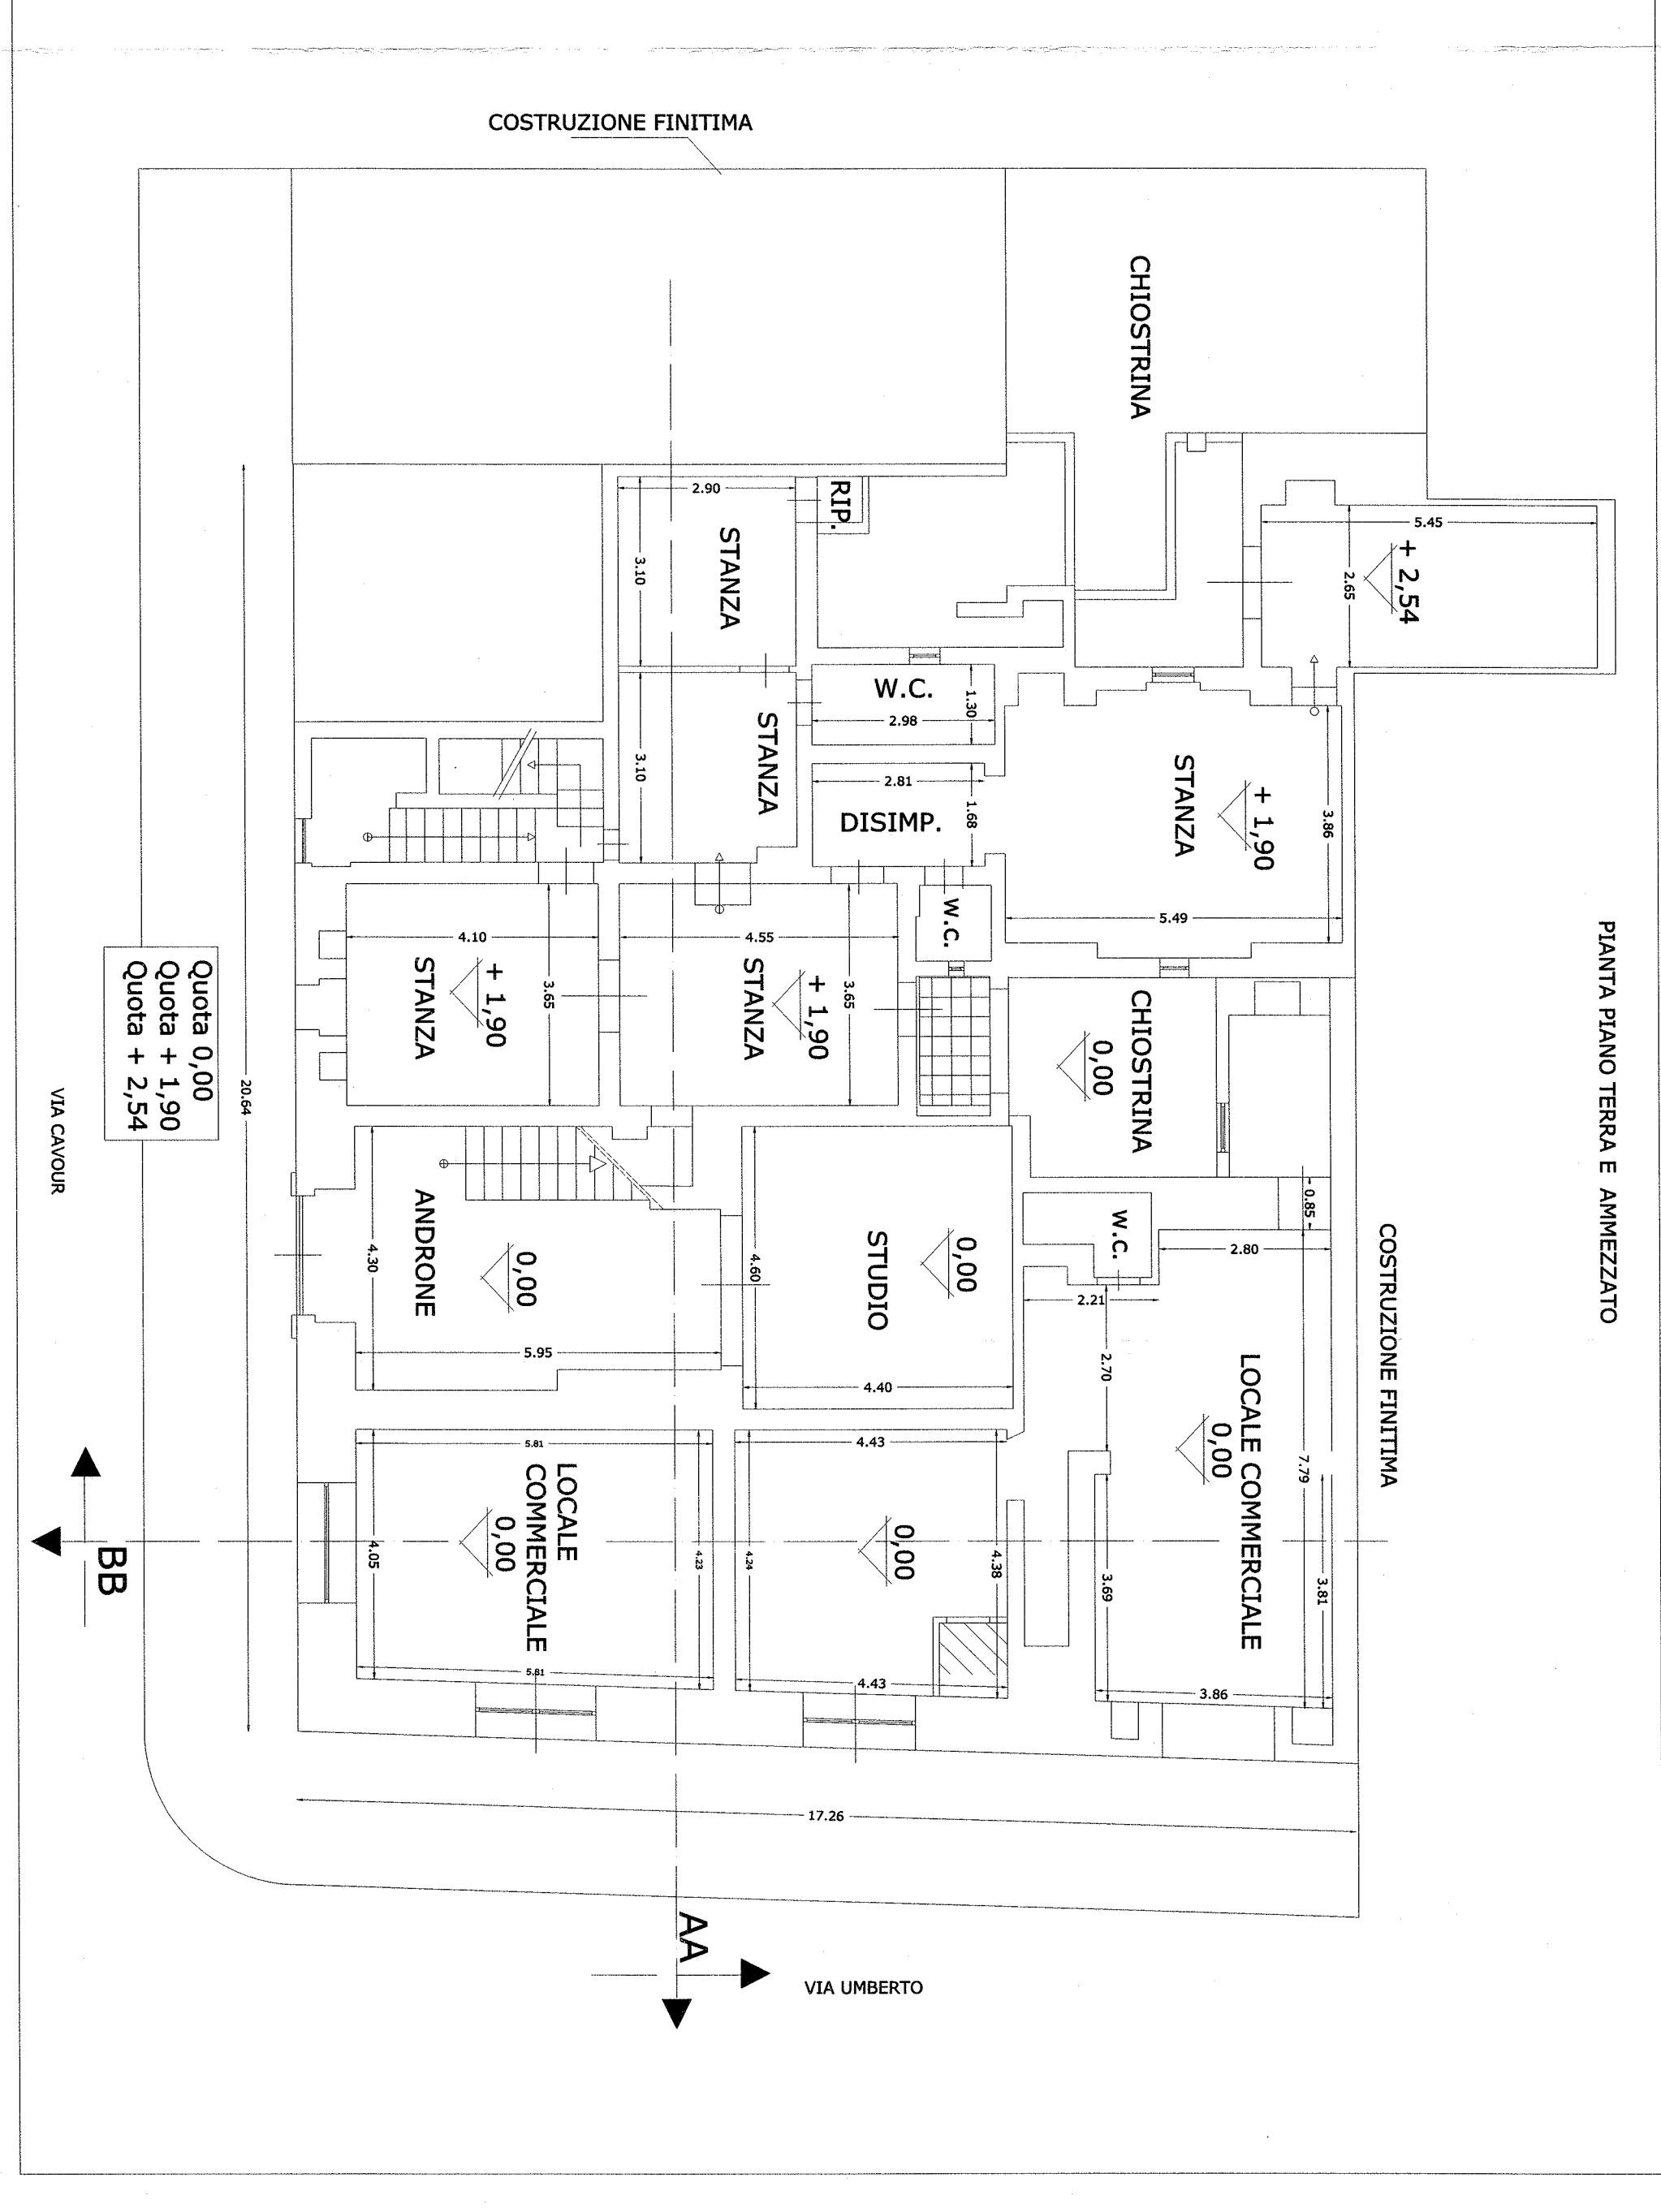 PIANTA PIANO TERRA E AMMEZZATO
COSTRUZIONE FINITIMA
CHIOSTRINA
5.45
+ 2,54
2.65
2.90
RIP.
STANZA
3.10
W.C.
1.30
2.98
STANZA
3.10
2.81
1.68
DISIMP.
STANZA
+ 1,90
3.86
5.49
W.C.
4.10
STANZA
+ 1,90
3.65
4.55
STANZA
+ 1,90
3.65
CHIOSTRINA
0,00
COSTRUZIONE FINITIMA
0.85
2.80
W.C.
2.21
2.70
7.79
LOCALE COMMERCIALE
0,00
3.81
3.69
3.86
4.30
ANDRONE
0,00
5.95
4.60
STUDIO
0,00
4.40
5.81
LOCALE
COMMERCIALE
0,00
4.05
4.23
5.81
4.43
4.24
0,00
4.38
4.43
20.64
17.26
Quota 0,00
Quota + 1,90
Quota + 2,54
VIA CAVOUR
BB
AA
VIA UMBERTO